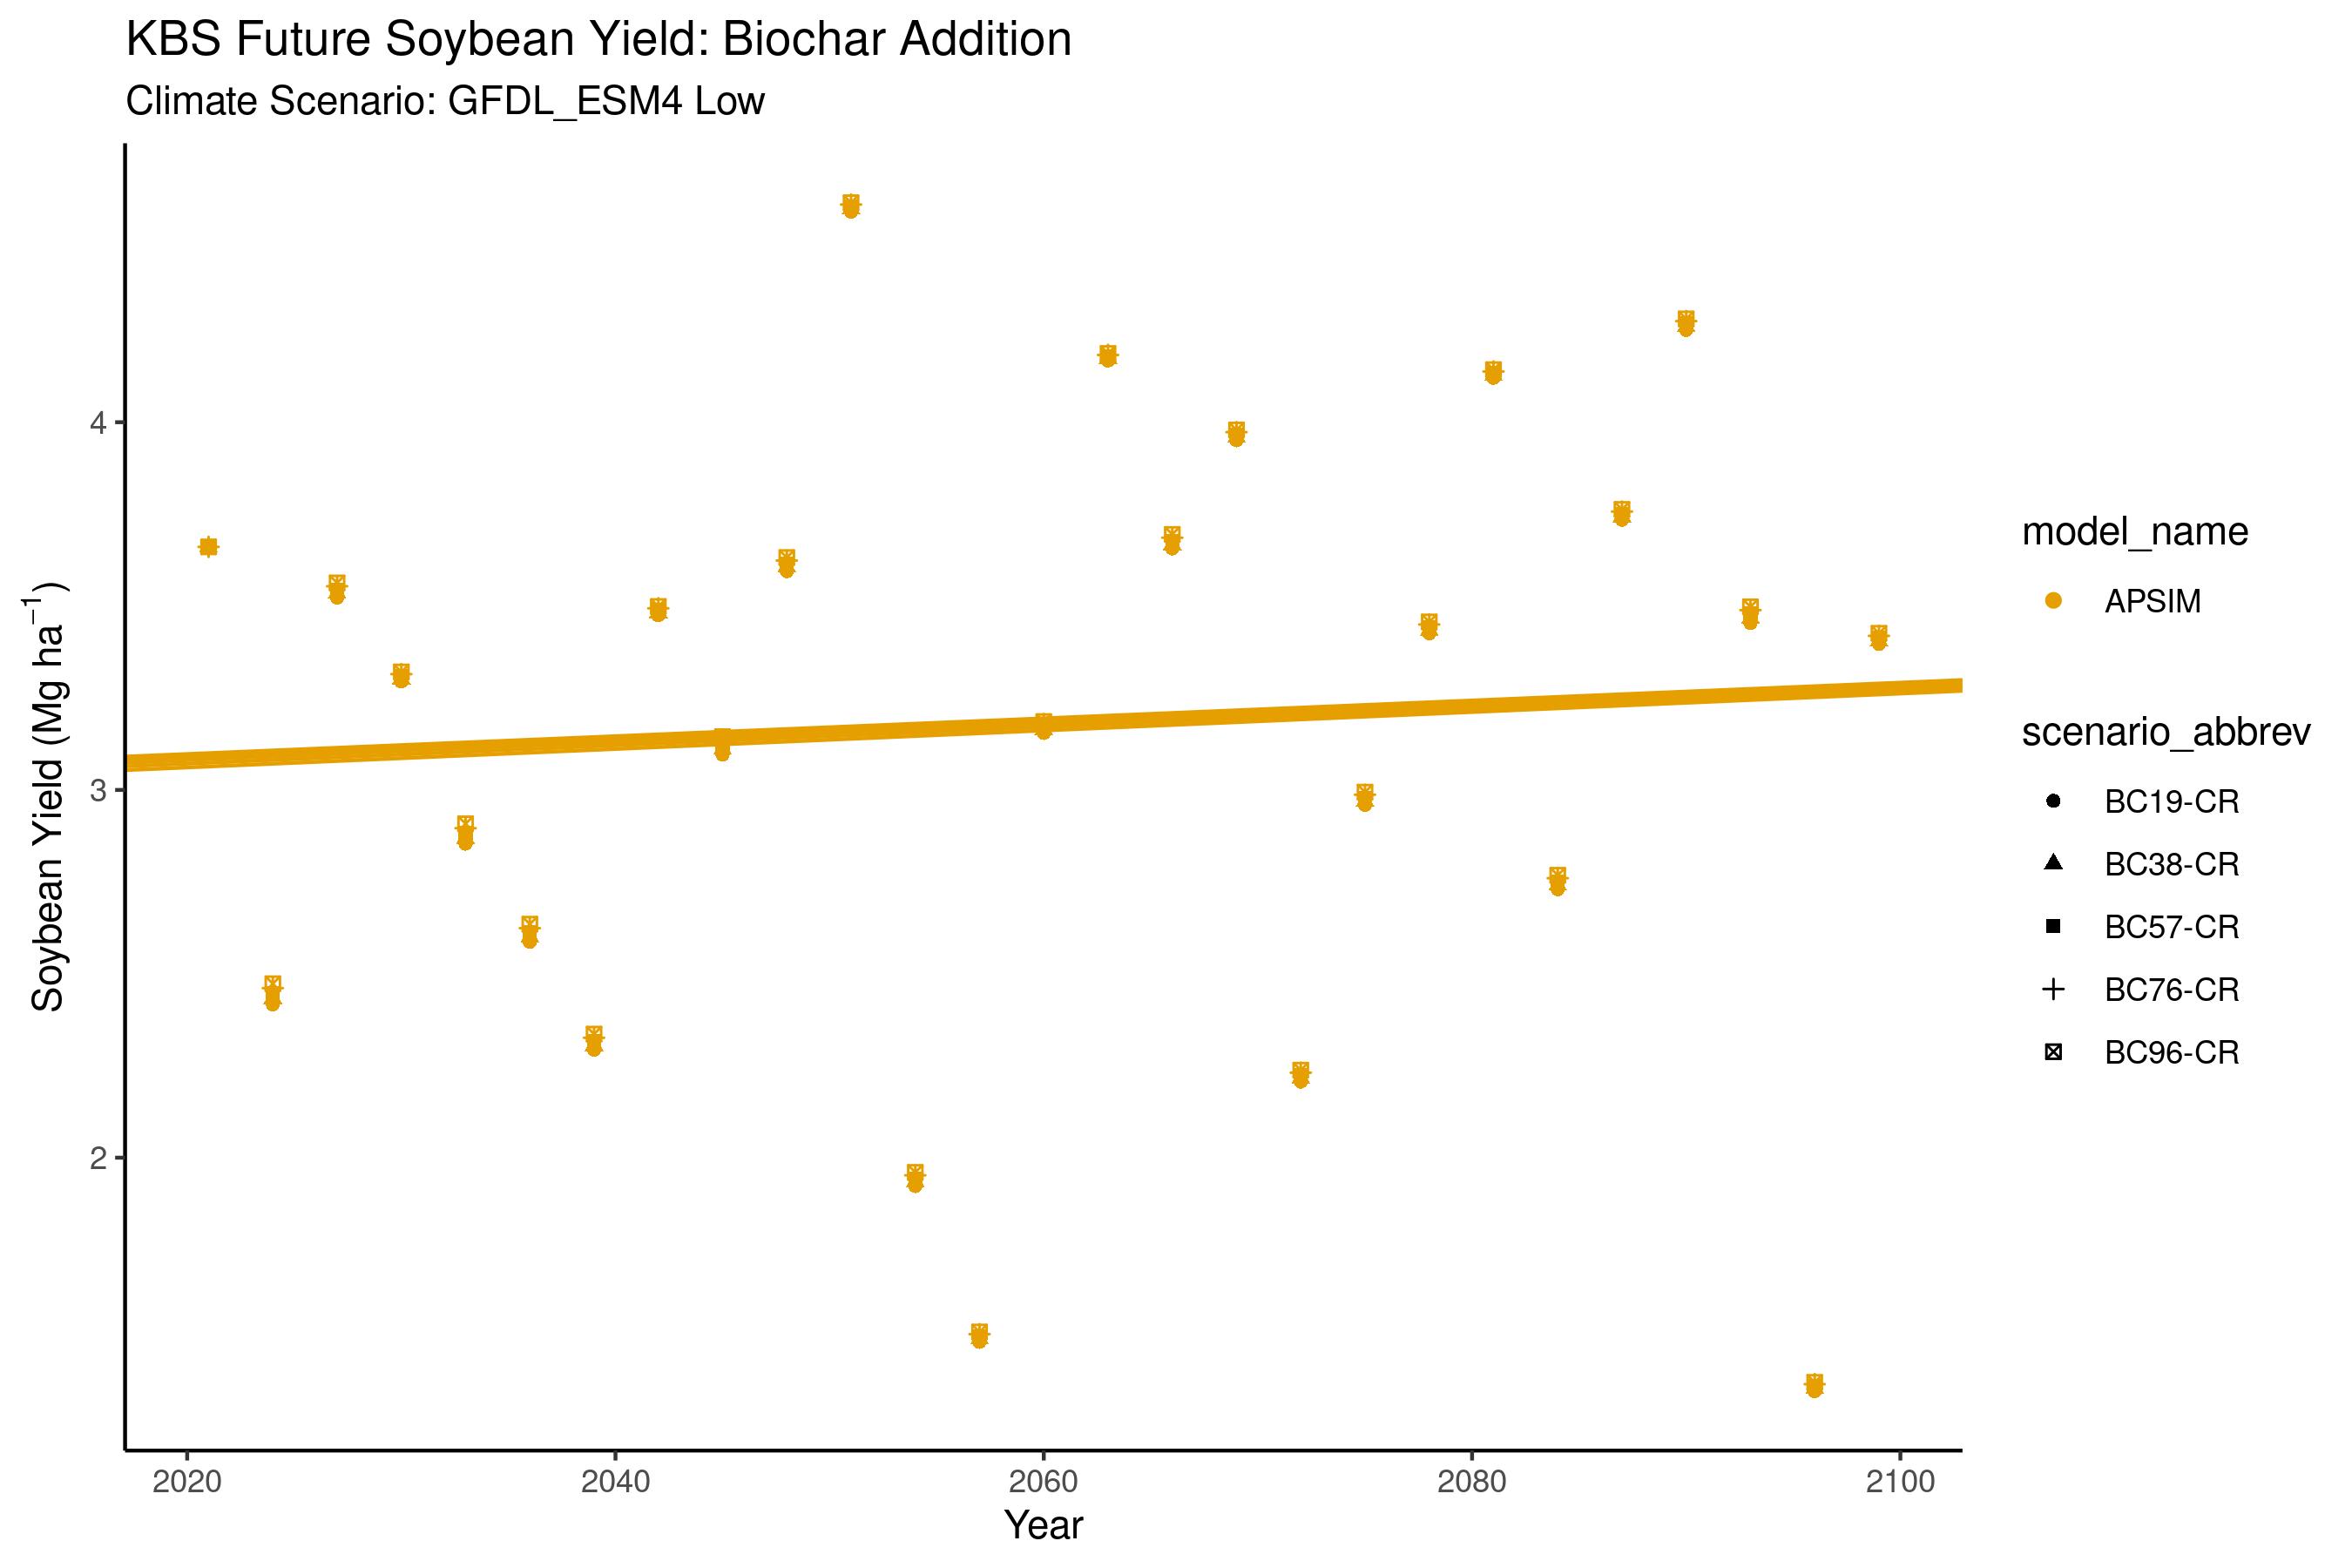 KBS Future Soybean Yield: Biochar Addition
Climate Scenario: GFDL_ESM4 Low
Soybean Yield (Mg ha−1)
4
3
2
2020 2040 2060 2080 2100
Year
model_name
APSIM
scenario_abbrev
BC19-CR
BC38-CR
BC57-CR
BC76-CR
BC96-CR